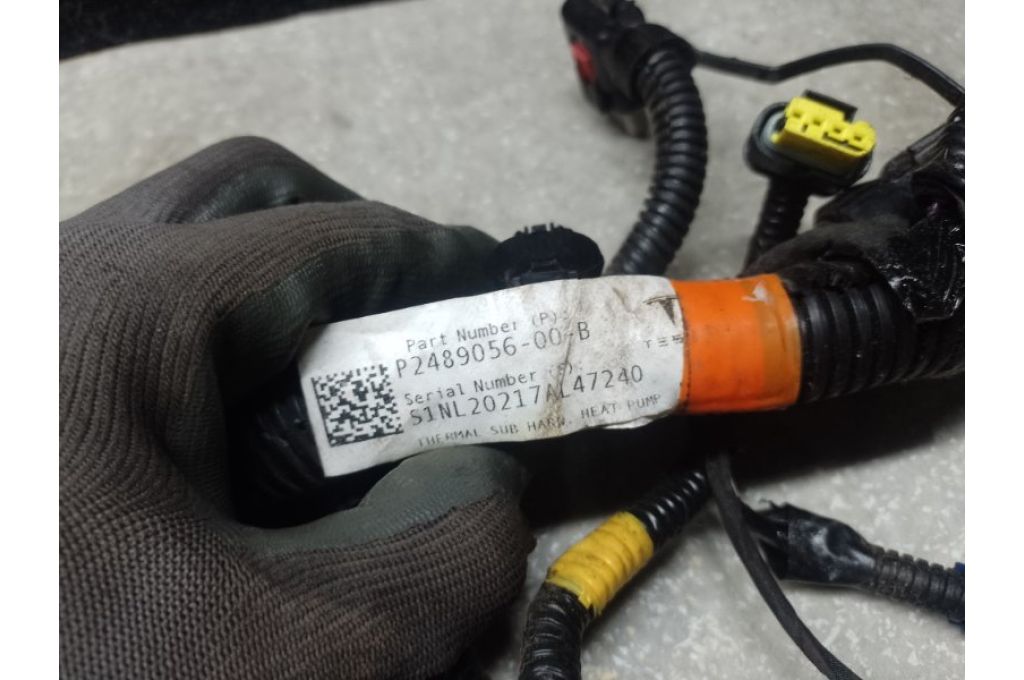 Part Number (P):
P2489056-00-B
Serial Number (S):
S1NL20217AL47240
THERMAL SUB HARN, HEAT PUMP